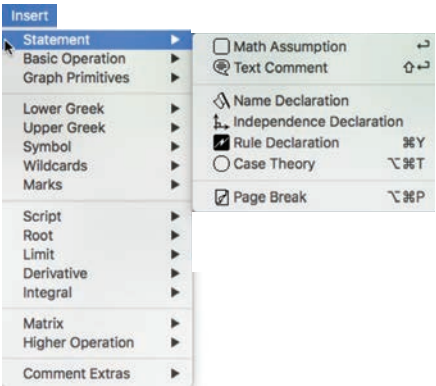 Insert
Statement
Basic Operation
Graph Primitives
Lower Greek
Upper Greek
Symbol
Wildcards
Marks
Script
Root
Limit
Derivative
Integral
Matrix
Higher Operation
Comment Extras
Math Assumption ↩
Text Comment ⇧↩
Name Declaration
Independence Declaration
Rule Declaration ⌘Y
Case Theory ⌥⌘T
Page Break ⌥⌘P